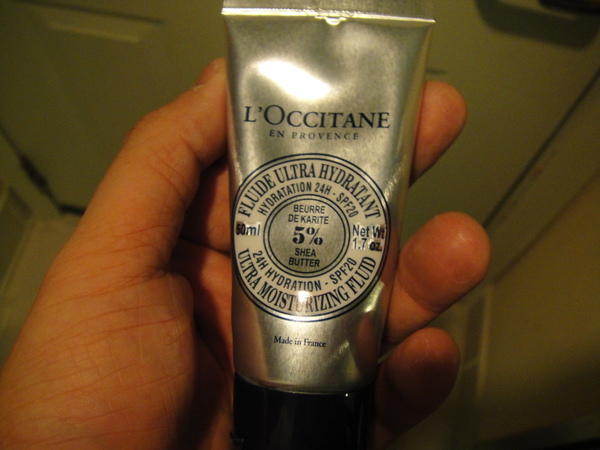 L'OCCITANE
EN PROVENCE
FLUIDE ULTRA HYDRATANT
HYDRATATION 24H - SPF20
BEURRE
DE KARITE
5%
SHEA
BUTTER
50ml
Net Wt
1.7 oz.
24H HYDRATION - SPF20
ULTRA MOISTURIZING FLUID
Made in France